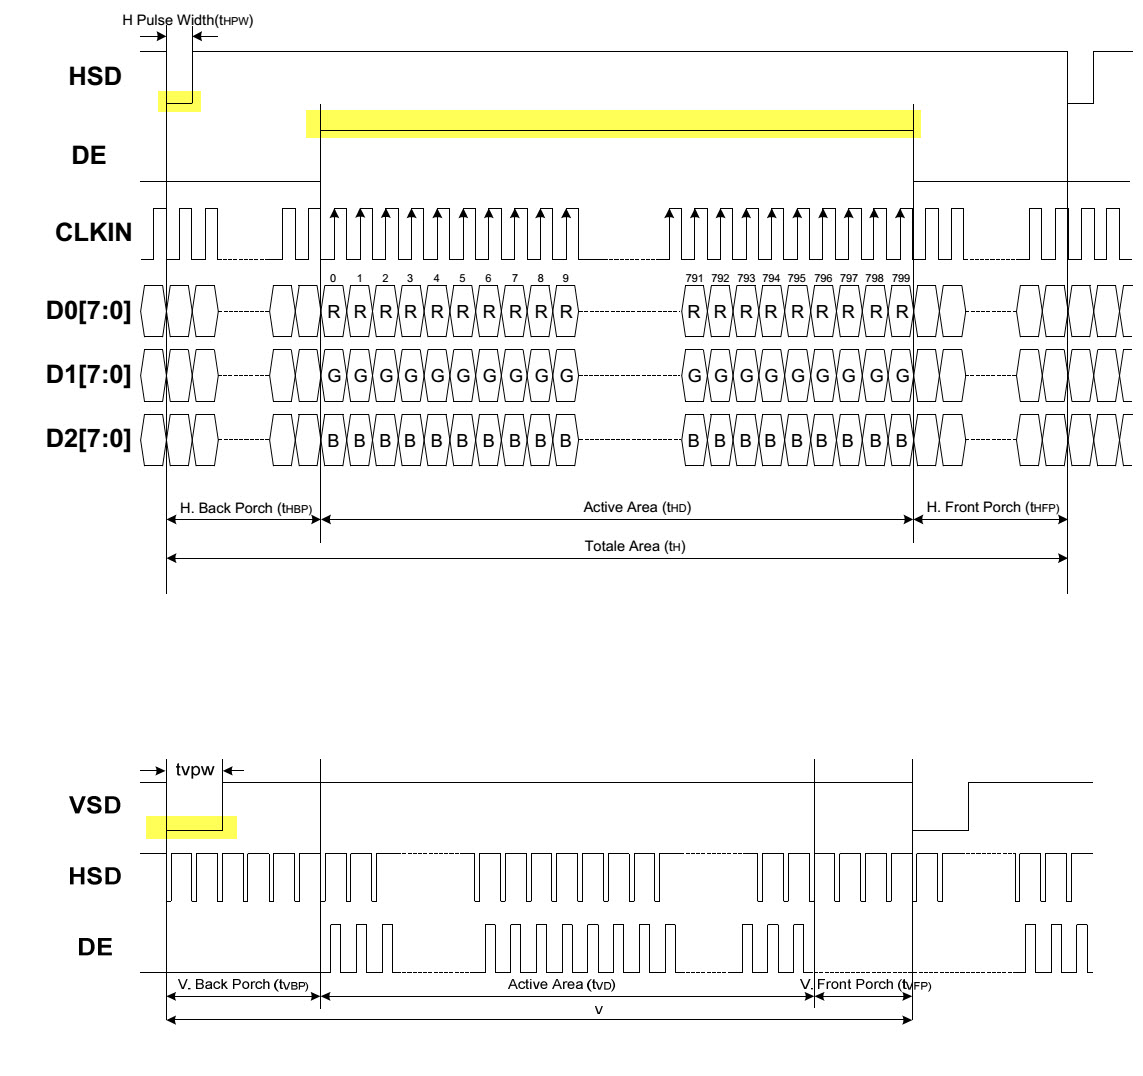 H Pulse Width(tHPW)
HSD
DE
CLKIN
0 1 2 3 4 5 6 7 8 9 791 792 793 794 795 796 797 798 799
D0[7:0] R R R R R R R R R R R R R R R R R R R
D1[7:0] G G G G G G G G G G G G G G G G G G G
D2[7:0] B B B B B B B B B B B B B B B B B B B
H. Back Porch (tHBP) Active Area (tHD) H. Front Porch (tHFP)
Totale Area (tH)
tvpw
VSD
HSD
DE
V. Back Porch (tVBP) Active Area (tVD) V. Front Porch (tVFP)
v